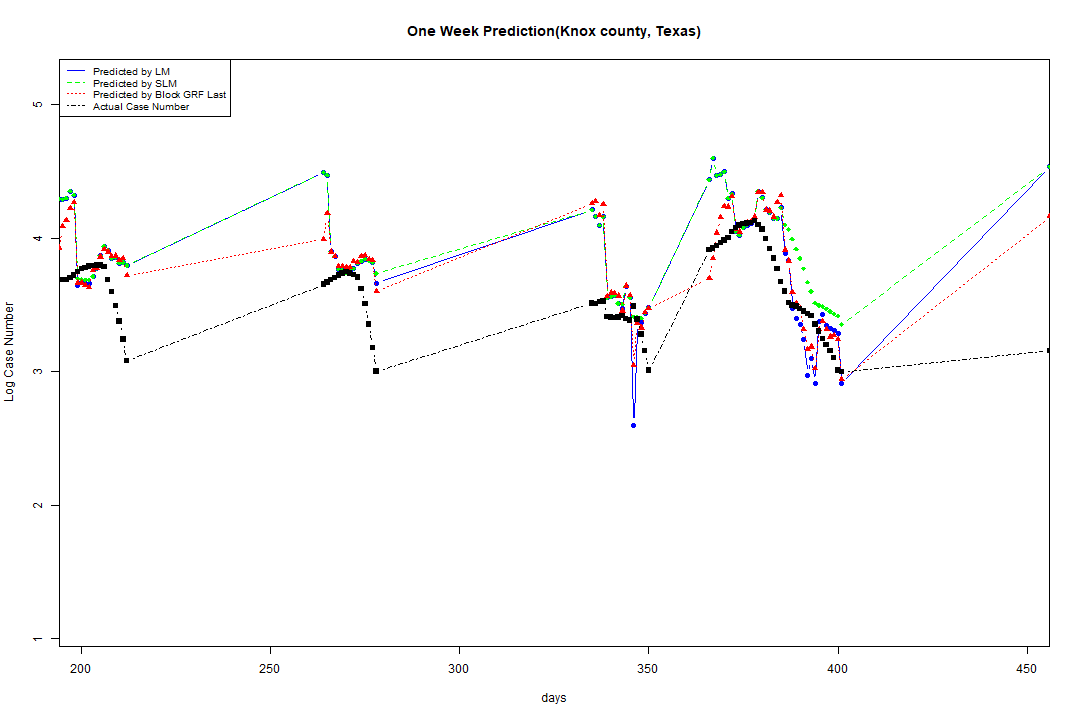 One Week Prediction(Knox county, Texas)
Predicted by LM
Predicted by SLM
Predicted by Block GRF Last
Actual Case Number
5
4
3
2
1
Log Case Number
200 250 300 350 400 450
days